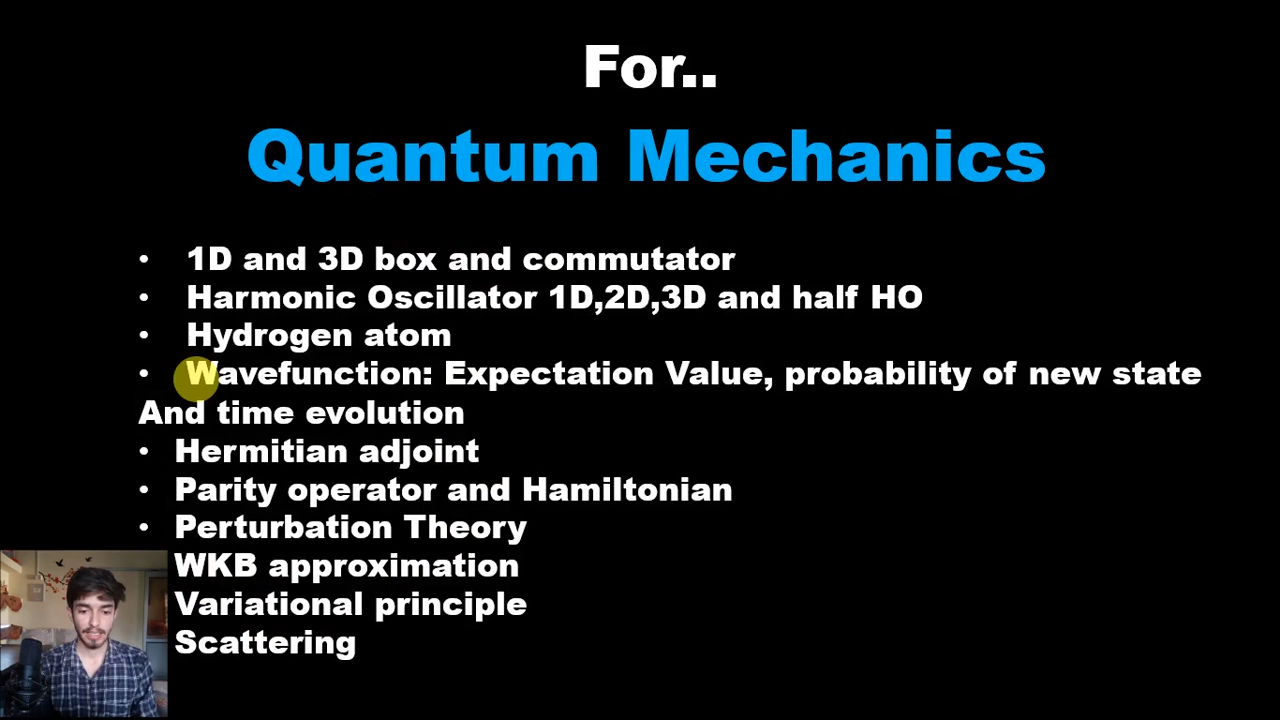 For..
Quantum Mechanics
• 1D and 3D box and commutator
• Harmonic Oscillator 1D,2D,3D and half HO
• Hydrogen atom
• Wavefunction: Expectation Value, probability of new state
And time evolution
• Hermitian adjoint
• Parity operator and Hamiltonian
• Perturbation Theory
WKB approximation
Variational principle
Scattering